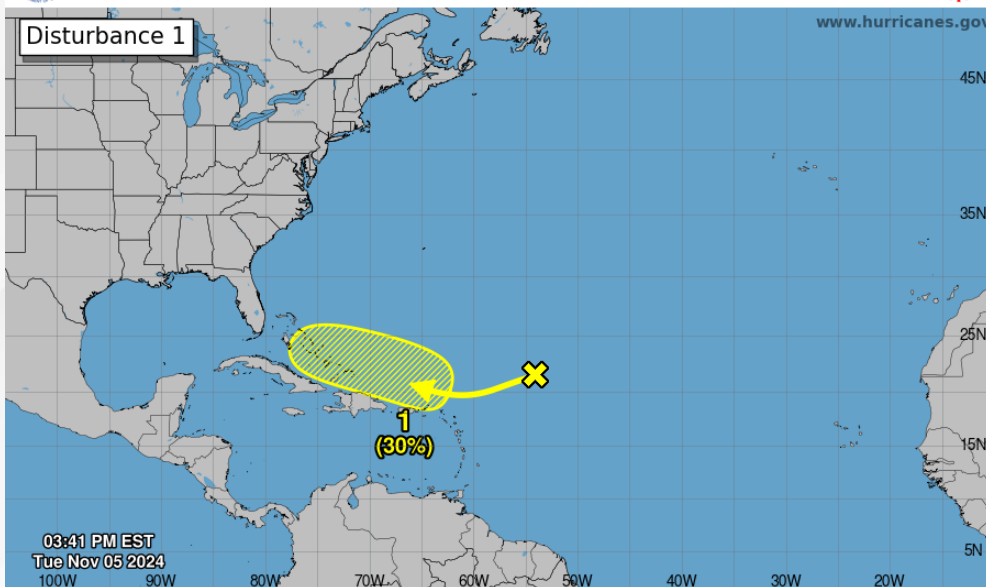 Disturbance 1
www.hurricanes.gov
45N
35N
25N
15N
5N
1
(30%)
03:41 PM EST
Tue Nov 05 2024
100W 90W 80W 70W 60W 50W 40W 30W 20W